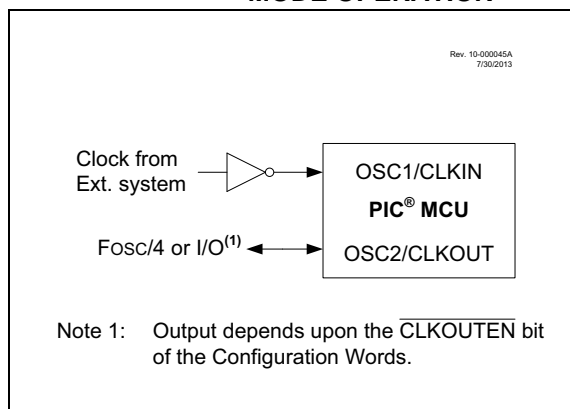 MODE OPERATION
Rev. 10-000045A
7/30/2013
Clock from
Ext. system
OSC1/CLKIN
PIC® MCU
FOSC/4 or I/O(1)
OSC2/CLKOUT
Note 1: Output depends upon the CLKOUTEN bit
of the Configuration Words.